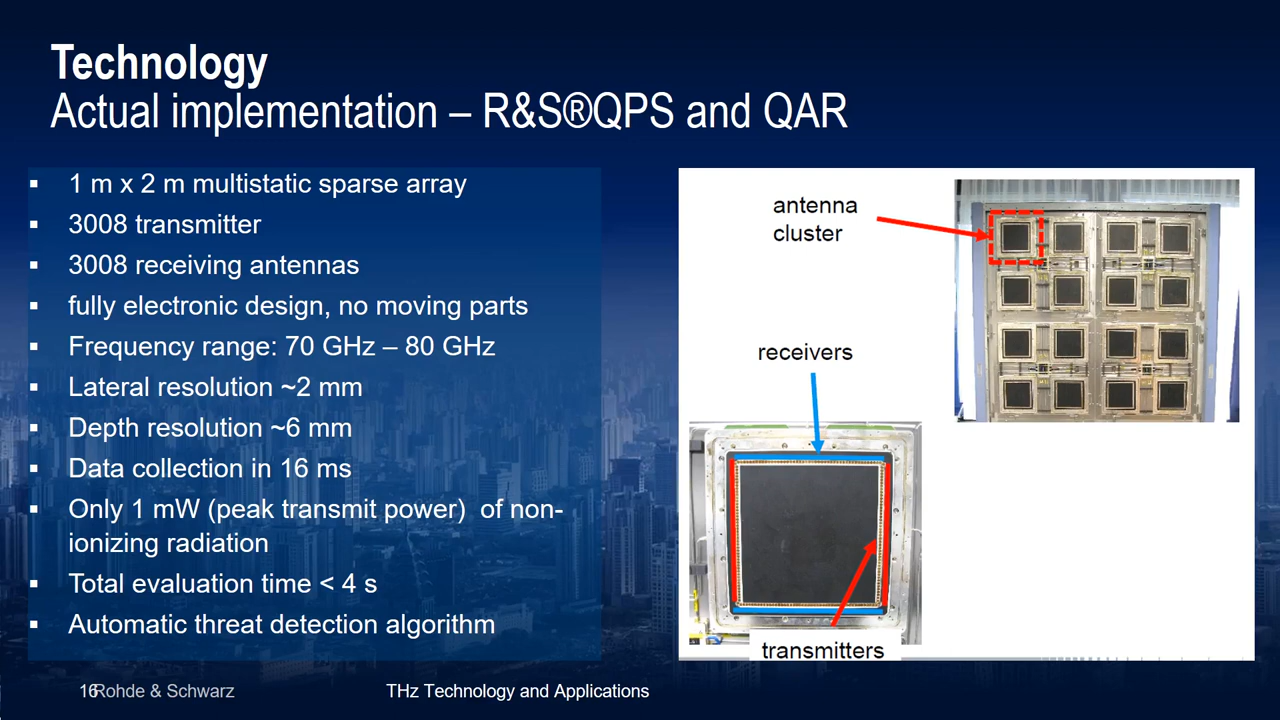 Technology
Actual implementation – R&S®QPS and QAR
▪ 1 m x 2 m multistatic sparse array
▪ 3008 transmitter
▪ 3008 receiving antennas
▪ fully electronic design, no moving parts
▪ Frequency range: 70 GHz – 80 GHz
▪ Lateral resolution ~2 mm
▪ Depth resolution ~6 mm
▪ Data collection in 16 ms
▪ Only 1 mW (peak transmit power) of non-
ionizing radiation
▪ Total evaluation time < 4 s
▪ Automatic threat detection algorithm
antenna
cluster
receivers
transmitters
16 Rohde & Schwarz
THz Technology and Applications